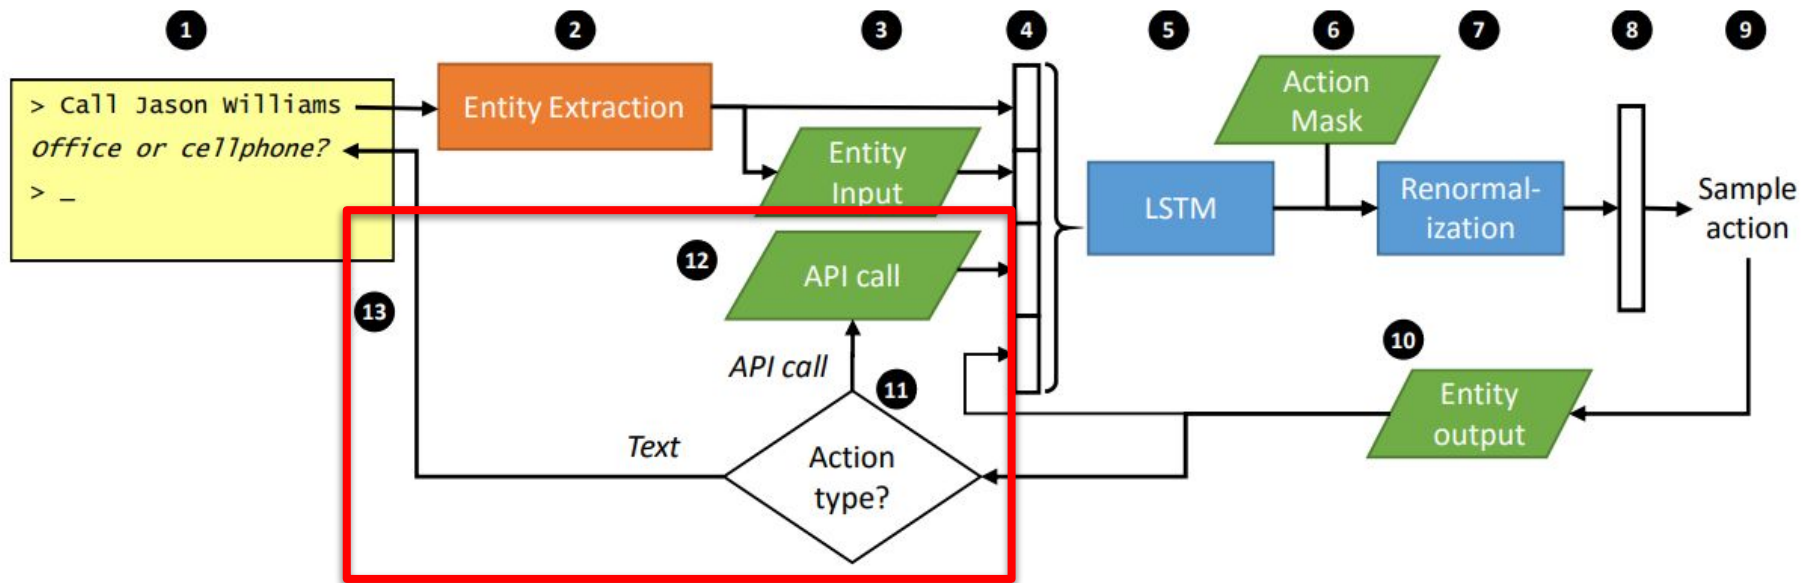 1 2 3 4 5 6 7 8 9
> Call Jason Williams
Office or cellphone?
> _
Entity Extraction
Entity
Input
LSTM
Action
Mask
Renormal-
ization
Sample
action
12
API call
13
API call
11
10
Entity
output
Text
Action
type?